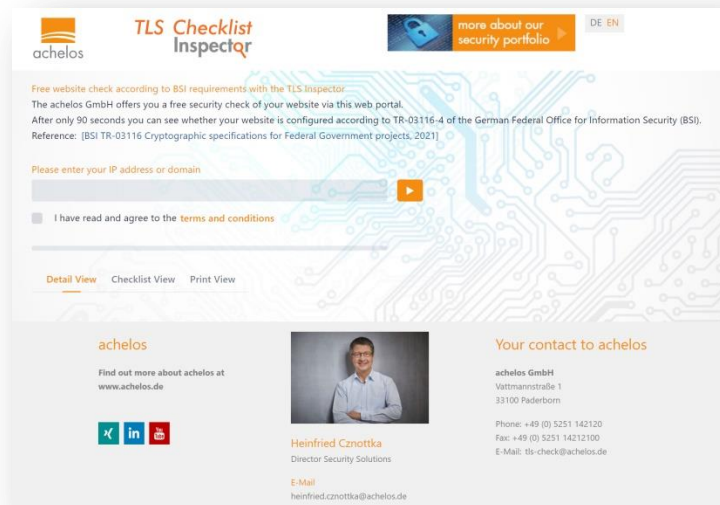 achelos
TLS Checklist
Inspector
more about our
security portfolio
DE EN
Free website check according to BSI requirements with the TLS Inspector
The achelos GmbH offers you a free security check of your website via this web portal.
After only 90 seconds you can see whether your website is configured according to TR-03116-4 of the German Federal Office for Information Security (BSI).
Reference: [BSI TR-03116 Cryptographic specifications for Federal Government projects, 2021]
Please enter your IP address or domain
I have read and agree to the terms and conditions
Detail View Checklist View Print View
achelos
Find out more about achelos at
www.achelos.de
in
You
Tube
Heinfried Cznottka
Director Security Solutions
E-Mail
heinfried.cznottka@achelos.de
Your contact to achelos
achelos GmbH
Vattmannstraße 1
33100 Paderborn
Phone: +49 (0) 5251 142120
Fax: +49 (0) 5251 14212100
E-Mail: tls-check@achelos.de